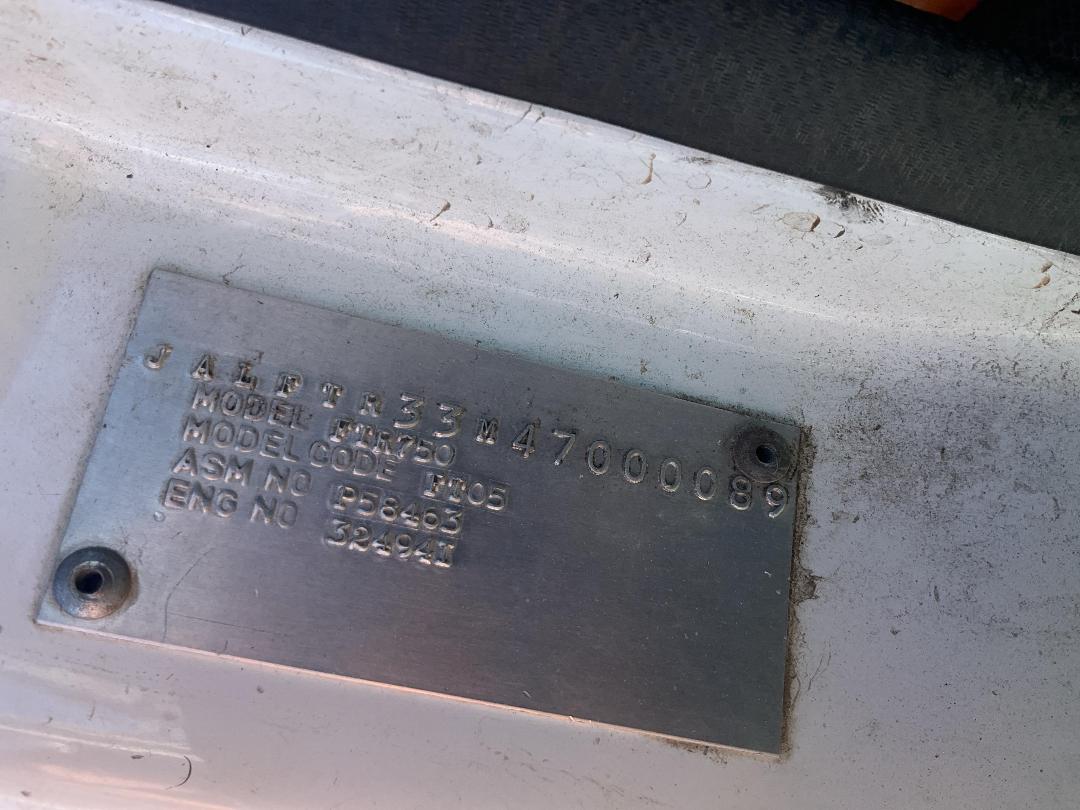 JALFTR33M47000089
MODEL FTR750
MODEL CODE FT05
ASM NO P58463
ENG NO 324941